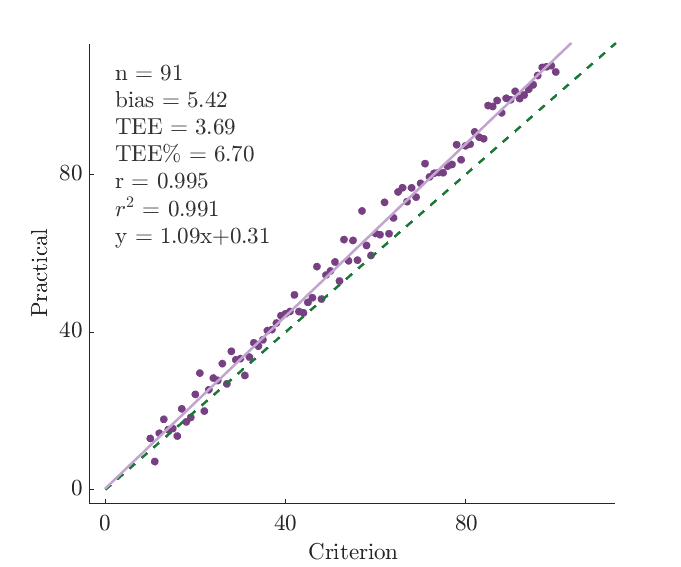 n = 91
bias = 5.42
TEE = 3.69
TEE% = 6.70
r = 0.995
r² = 0.991
y = 1.09x+0.31
80
40
0
Practical
0 40 80
Criterion